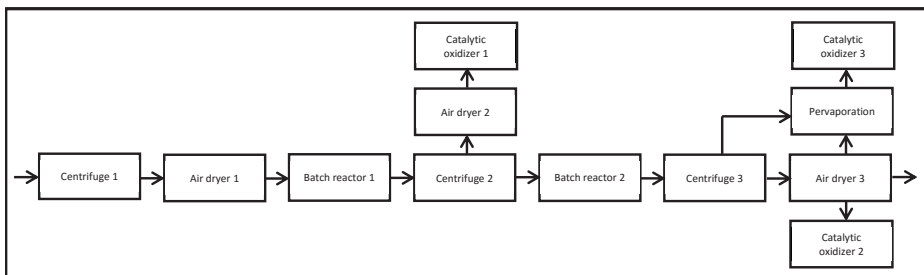 Catalytic
oxidizer 1
Catalytic
oxidizer 3
Air dryer 2
Pervaporation
Centrifuge 1
Air dryer 1
Batch reactor 1
Centrifuge 2
Batch reactor 2
Centrifuge 3
Air dryer 3
Catalytic
oxidizer 2